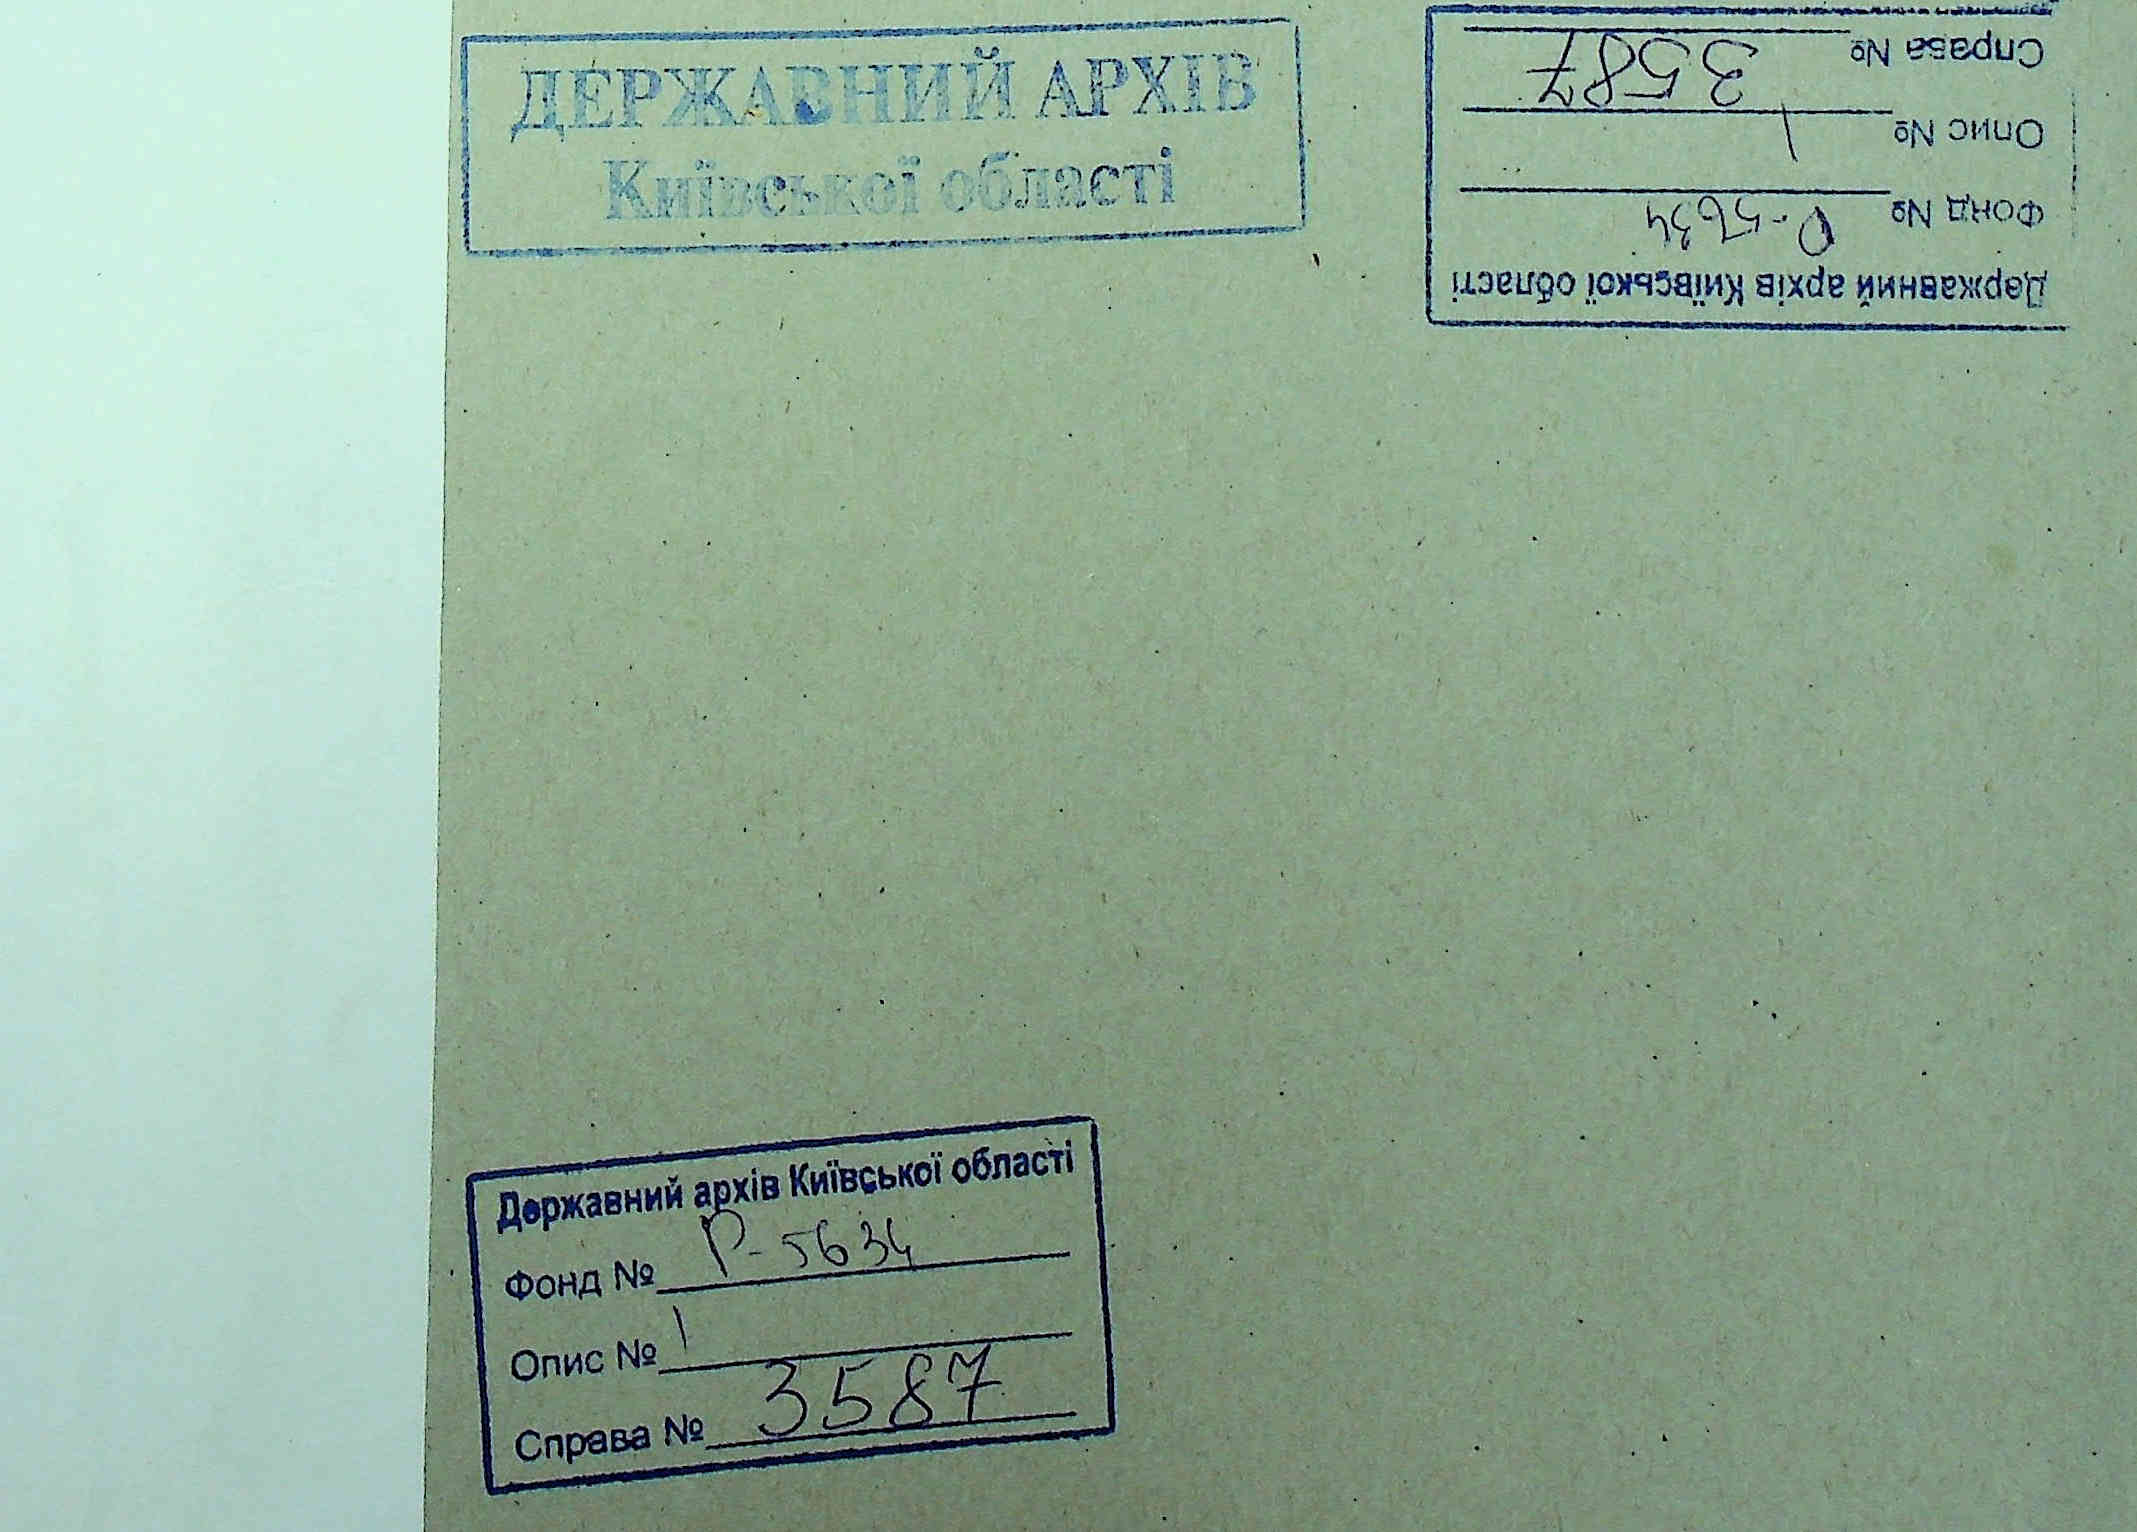 ДЕРЖАВНИЙ АРХІВ
Київської області
Державний архів Київської області
Фонд № Р-5634
Опис № 1
Справа № 3587
Державний архів Київської області
Фонд № Р-5634
Опис № 1
Справа № 3587